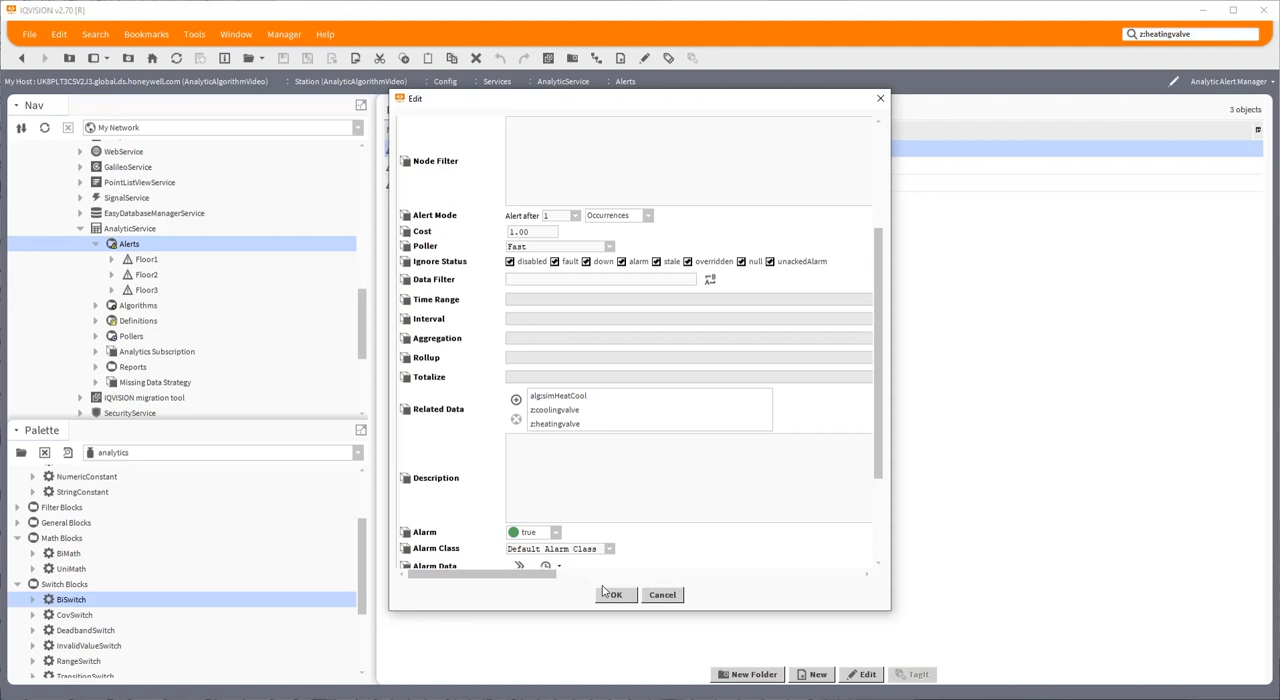 IQVISION v2.70 [R]
File Edit Search Bookmarks Tools Window Manager Help
z:heatingvalve
My Host : UK8PLT3CSV2J3.global.ds.honeywell.com (AnalyticAlgorithmVideo) : Station (AnalyticAlgorithmVideo) : Config : Services : AnalyticService : Alerts
Analytic Alert Manager
Nav
My Network
WebService
GalileoService
PointListViewService
SignalService
EasyDatabaseManagerService
AnalyticService
Alerts
Floor1
Floor2
Floor3
Algorithms
Definitions
Pollers
Analytics Subscription
Reports
Missing Data Strategy
IQVISION migration tool
SecurityService
Palette
analytics
NumericConstant
StringConstant
Filter Blocks
General Blocks
Math Blocks
BiMath
UniMath
Switch Blocks
BiSwitch
CovSwitch
DeadbandSwitch
InvalidValueSwitch
RangeSwitch
TransitionSwitch
3 objects
Edit
Node Filter
Alert Mode Alert after 1 Occurrences
Cost 1.00
Poller Fast
Ignore Status disabled fault down alarm stale overridden null unackedAlarm
Data Filter
Time Range
Interval
Aggregation
Rollup
Totalize
Related Data
alg:simHeatCool
z:coolingvalve
z:heatingvalve
Description
Alarm true
Alarm Class Default Alarm Class
Alarm Data
OK Cancel
New Folder New Edit TagIt